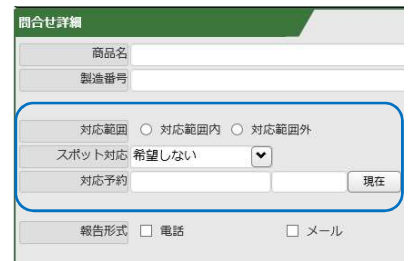 問合せ詳細
商品名
製造番号
対応範囲 対応範囲内 対応範囲外
スポット対応 希望しない
対応予約 現在
報告形式 電話 メール